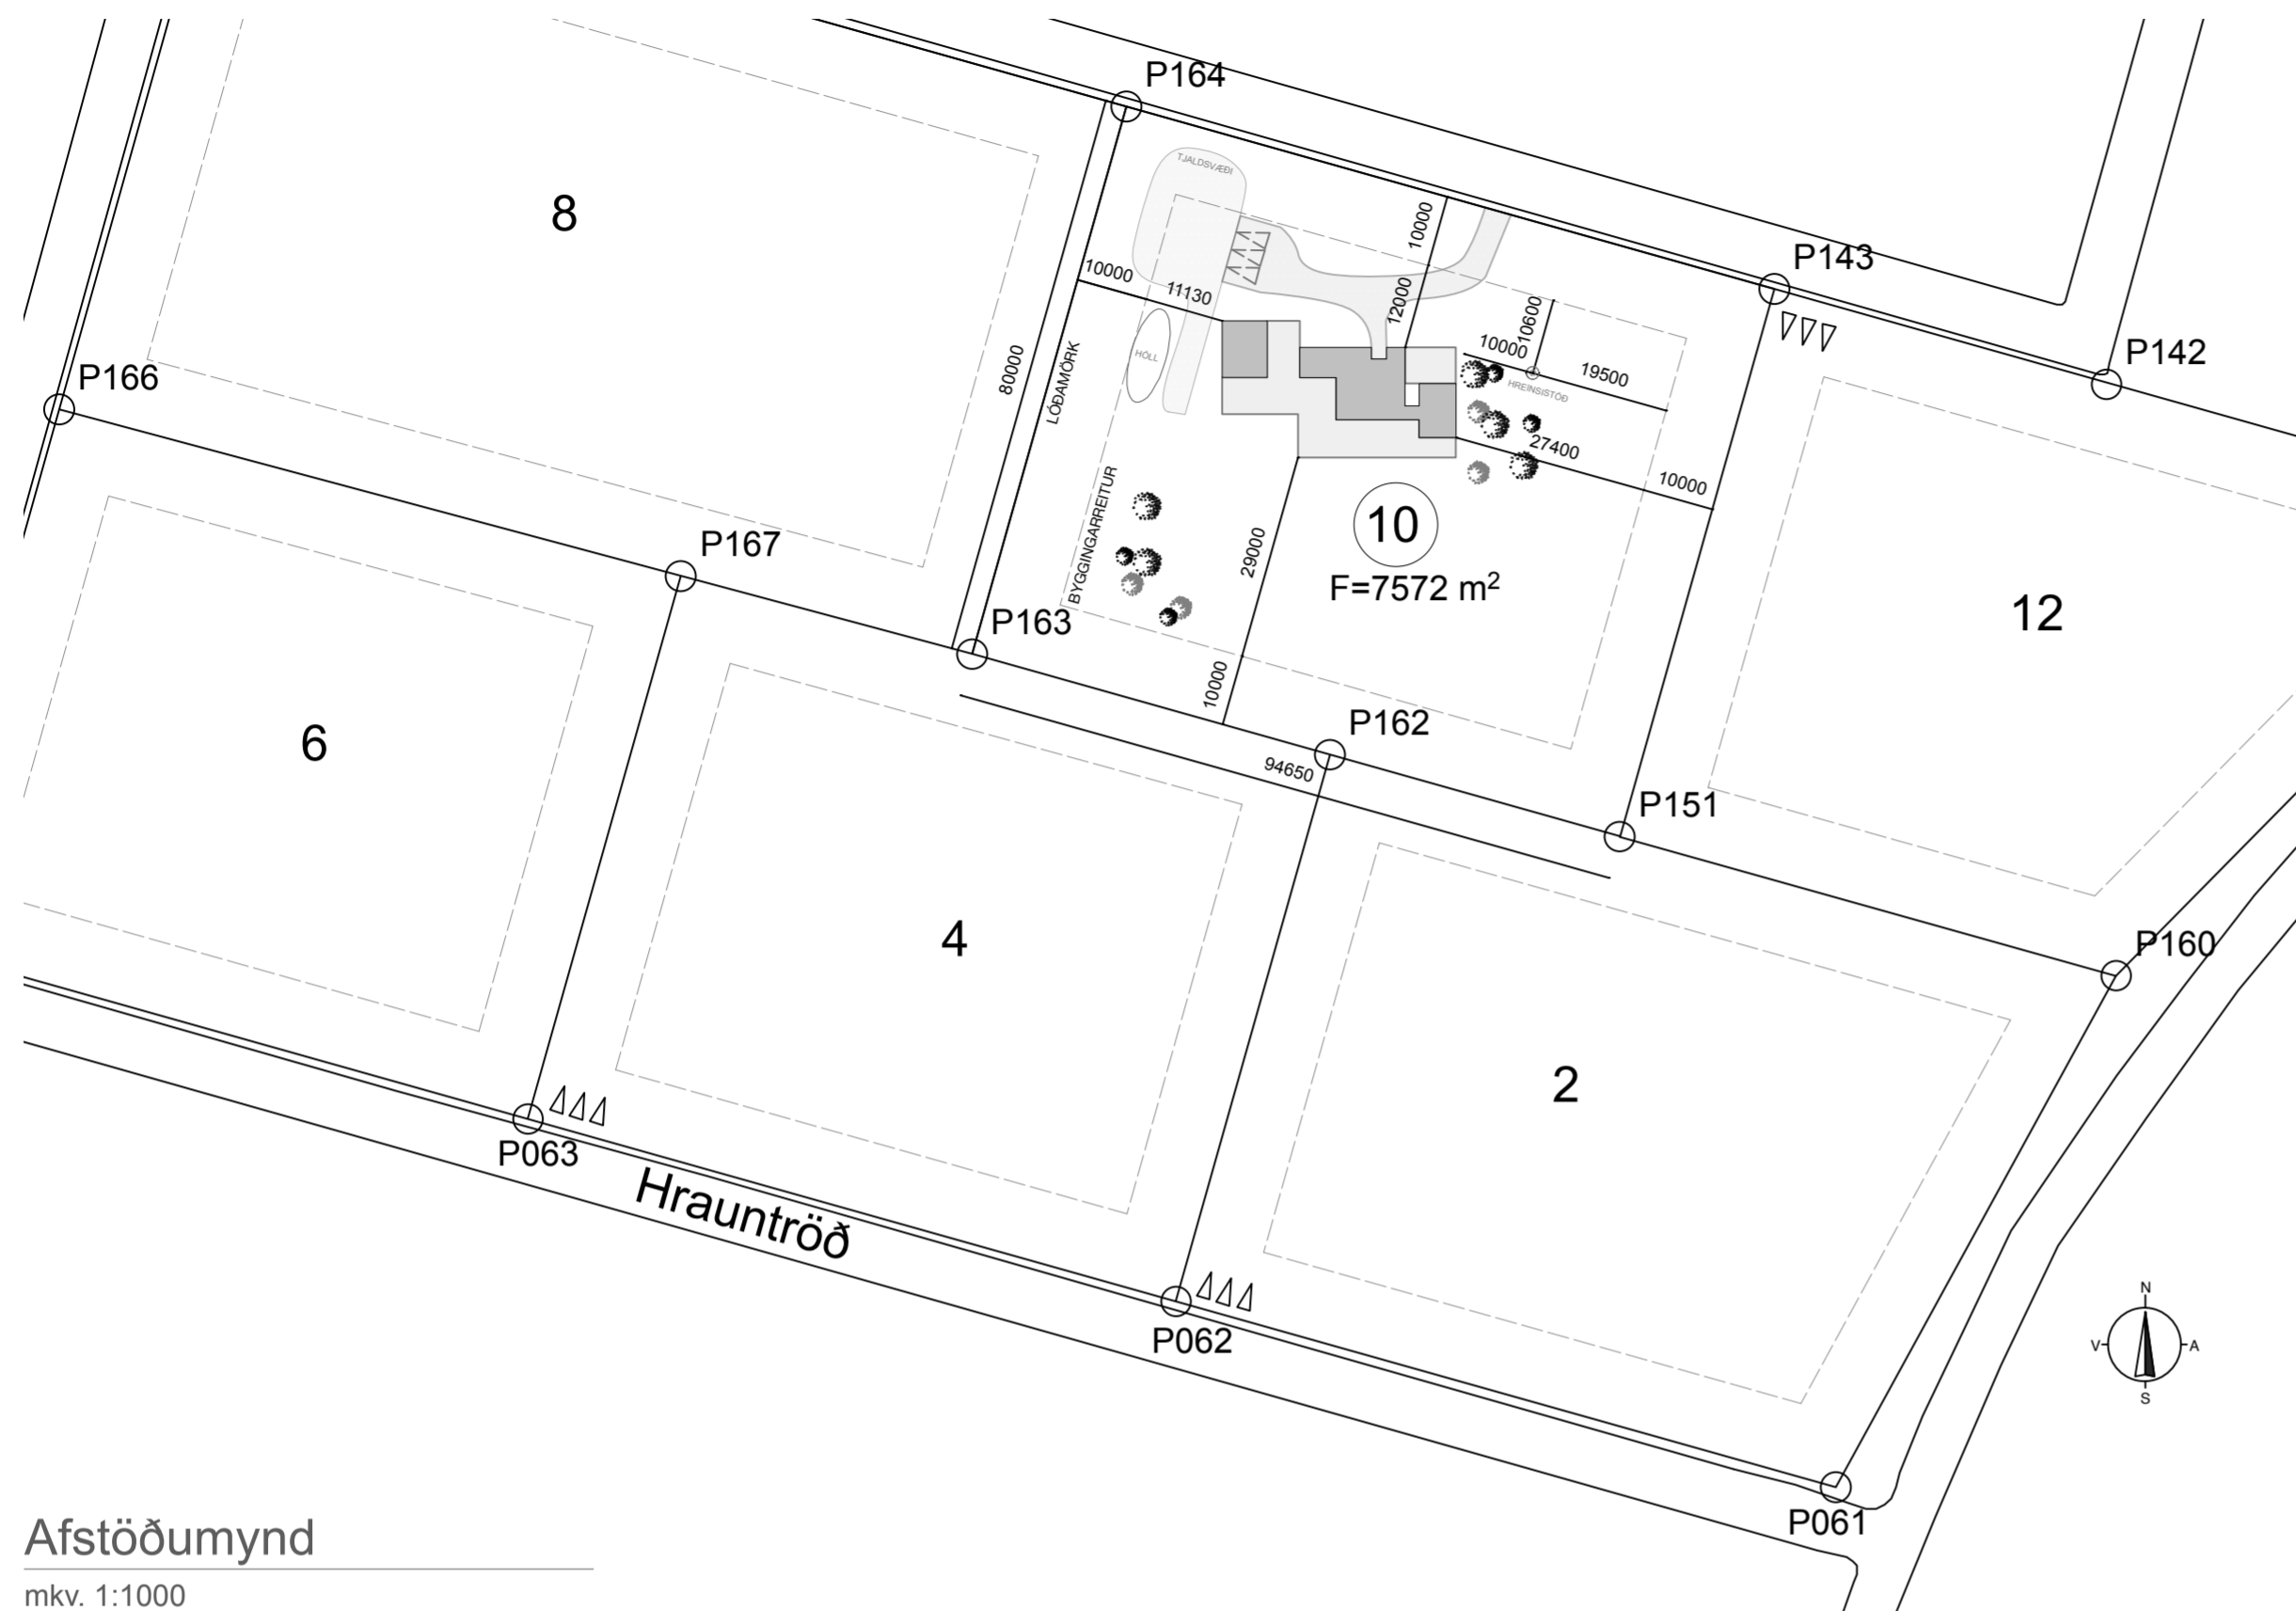 P164
TJALDSVÆÐI
8
10000
P143
10000
11130
12000
10600
10000
19500
HREINSISTÖÐ
P142
P166
HÓLL
80000
LÓÐAMÖRK
27400
10000
BYGGINGARREITUR
10
F=7572 m²
29000
P167
P163
12
10000
P162
94650
6
P151
4
P160
2
P063
Hrauntröð
P062
N
V
A
S
P061
Afstöðumynd
mkv. 1:1000